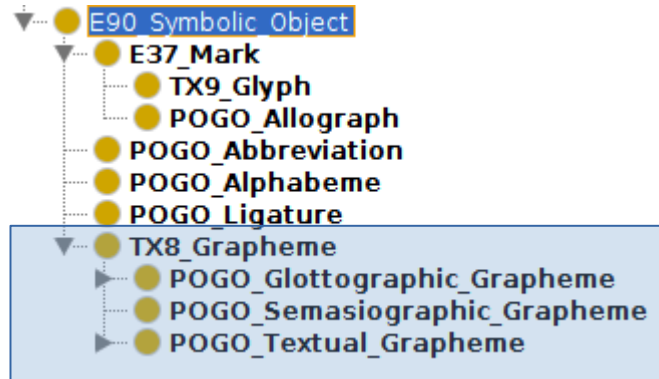 E90_Symbolic_Object
E37_Mark
TX9_Glyph
POGO_Allograph
POGO_Abbreviation
POGO_Alphabeme
POGO_Ligature
TX8_Grapheme
POGO_Glottographic_Grapheme
POGO_Semasiographic_Grapheme
POGO_Textual_Grapheme